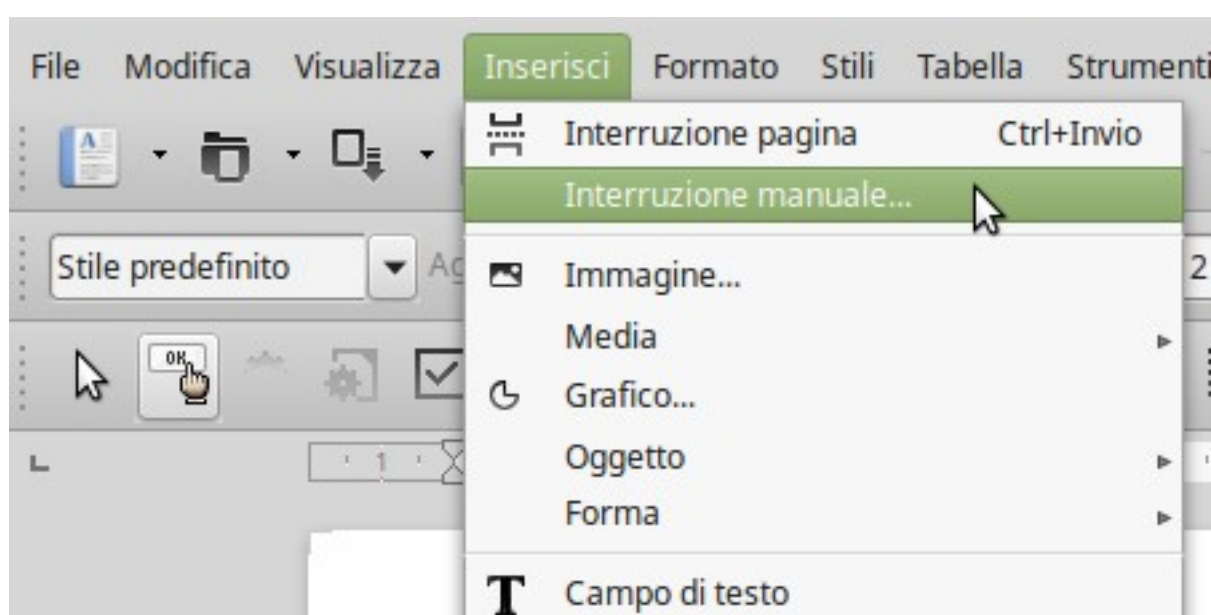 File Modifica Visualizza Inserisci Formato Stili Tabella Strumenti
Interruzione pagina Ctrl+Invio
Interruzione manuale...
Stile predefinito
2
Immagine...
Media
OK
Grafico...
Oggetto
1
Forma
Campo di testo